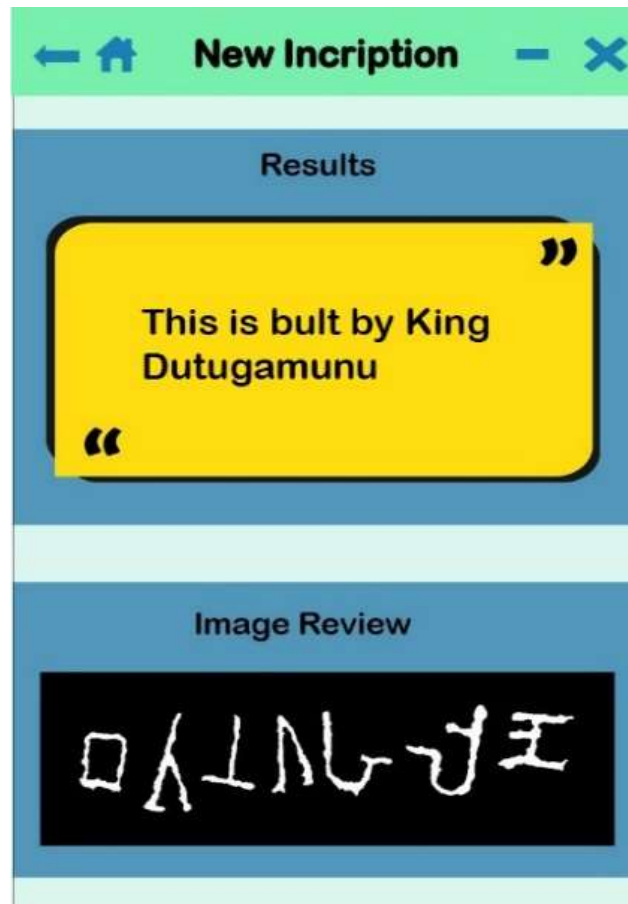 New Incription
Results
”
This is bult by King
Dutugamunu
“
Image Review